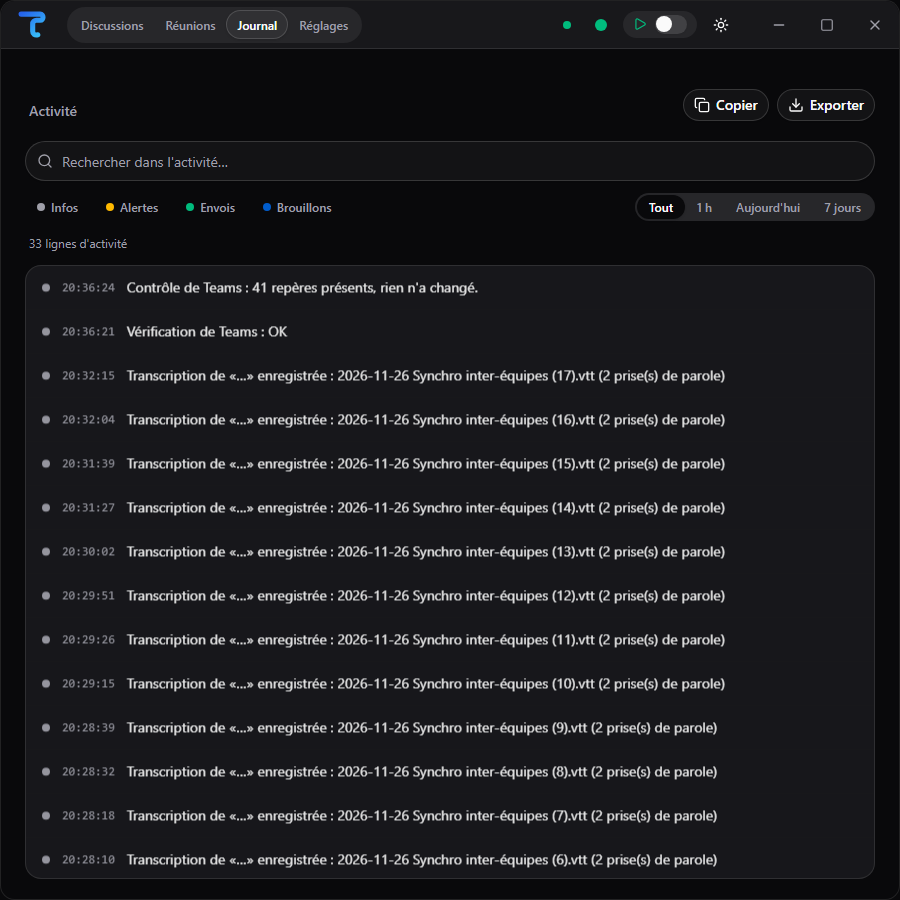 Discussions Réunions Journal Réglages
Activité
Copier Exporter
Rechercher dans l'activité...
Infos Alertes Envois Brouillons Tout 1 h Aujourd'hui 7 jours
33 lignes d'activité
20:36:24 Contrôle de Teams : 41 repères présents, rien n'a changé.
20:36:21 Vérification de Teams : OK
20:32:15 Transcription de «...» enregistrée : 2026-11-26 Synchro inter-équipes (17).vtt (2 prise(s) de parole)
20:32:04 Transcription de «...» enregistrée : 2026-11-26 Synchro inter-équipes (16).vtt (2 prise(s) de parole)
20:31:39 Transcription de «...» enregistrée : 2026-11-26 Synchro inter-équipes (15).vtt (2 prise(s) de parole)
20:31:27 Transcription de «...» enregistrée : 2026-11-26 Synchro inter-équipes (14).vtt (2 prise(s) de parole)
20:30:02 Transcription de «...» enregistrée : 2026-11-26 Synchro inter-équipes (13).vtt (2 prise(s) de parole)
20:29:51 Transcription de «...» enregistrée : 2026-11-26 Synchro inter-équipes (12).vtt (2 prise(s) de parole)
20:29:26 Transcription de «...» enregistrée : 2026-11-26 Synchro inter-équipes (11).vtt (2 prise(s) de parole)
20:29:15 Transcription de «...» enregistrée : 2026-11-26 Synchro inter-équipes (10).vtt (2 prise(s) de parole)
20:28:39 Transcription de «...» enregistrée : 2026-11-26 Synchro inter-équipes (9).vtt (2 prise(s) de parole)
20:28:32 Transcription de «...» enregistrée : 2026-11-26 Synchro inter-équipes (8).vtt (2 prise(s) de parole)
20:28:18 Transcription de «...» enregistrée : 2026-11-26 Synchro inter-équipes (7).vtt (2 prise(s) de parole)
20:28:10 Transcription de «...» enregistrée : 2026-11-26 Synchro inter-équipes (6).vtt (2 prise(s) de parole)